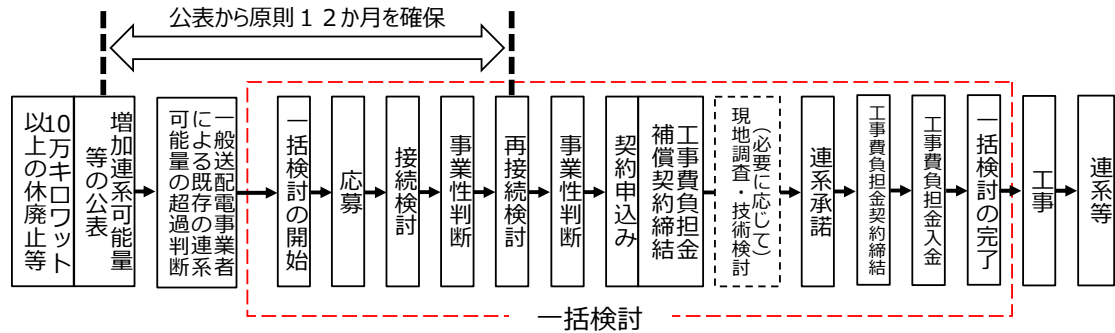 公表から原則１２か月を確保
10万キロワット
以上の休廃止等
増加連系可能量
等の公表
一般送配電事業者
による既存の連系
可能量の超過判断
一括検討の開始
応募
接続検討
事業性判断
再接続検討
事業性判断
契約申込み
工事費負担金
補償契約締結
（必要に応じて）
現地調査・技術検討
連系承諾
工事費負担金契約締結
工事費負担金入金
一括検討の完了
工事
連系等
一括検討